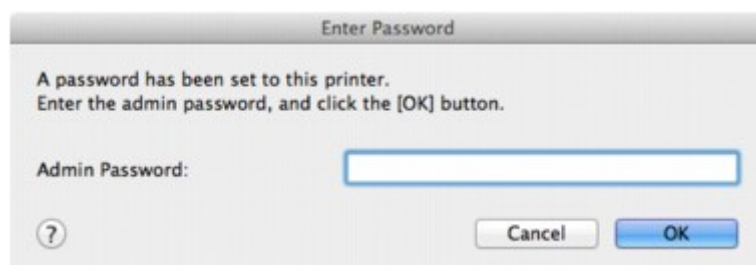 Enter Password
A password has been set to this printer.
Enter the admin password, and click the [OK] button.
Admin Password:
?
Cancel
OK